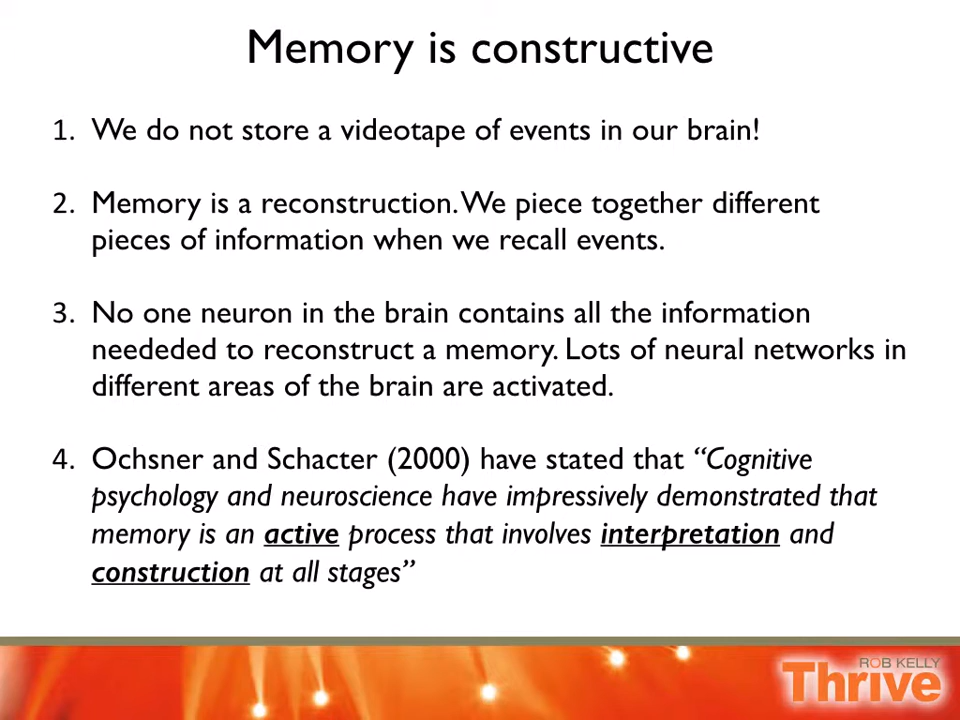 Memory is constructive
1. We do not store a videotape of events in our brain!
2. Memory is a reconstruction. We piece together different
pieces of information when we recall events.
3. No one neuron in the brain contains all the information
neededed to reconstruct a memory. Lots of neural networks in
different areas of the brain are activated.
4. Ochsner and Schacter (2000) have stated that “Cognitive
psychology and neuroscience have impressively demonstrated that
memory is an active process that involves interpretation and
construction at all stages”
ROB KELLY
Thrive